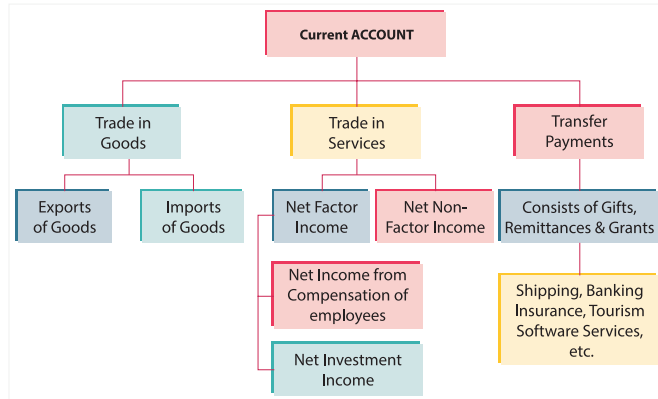 Current ACCOUNT
Trade in
Goods
Trade in
Services
Transfer
Payments
Exports
of Goods
Imports
of Goods
Net Factor
Income
Net Non-
Factor Income
Consists of Gifts,
Remittances & Grants
Net Income from
Compensation of
employees
Shipping, Banking
Insurance, Tourism
Software Services,
etc.
Net Investment
Income